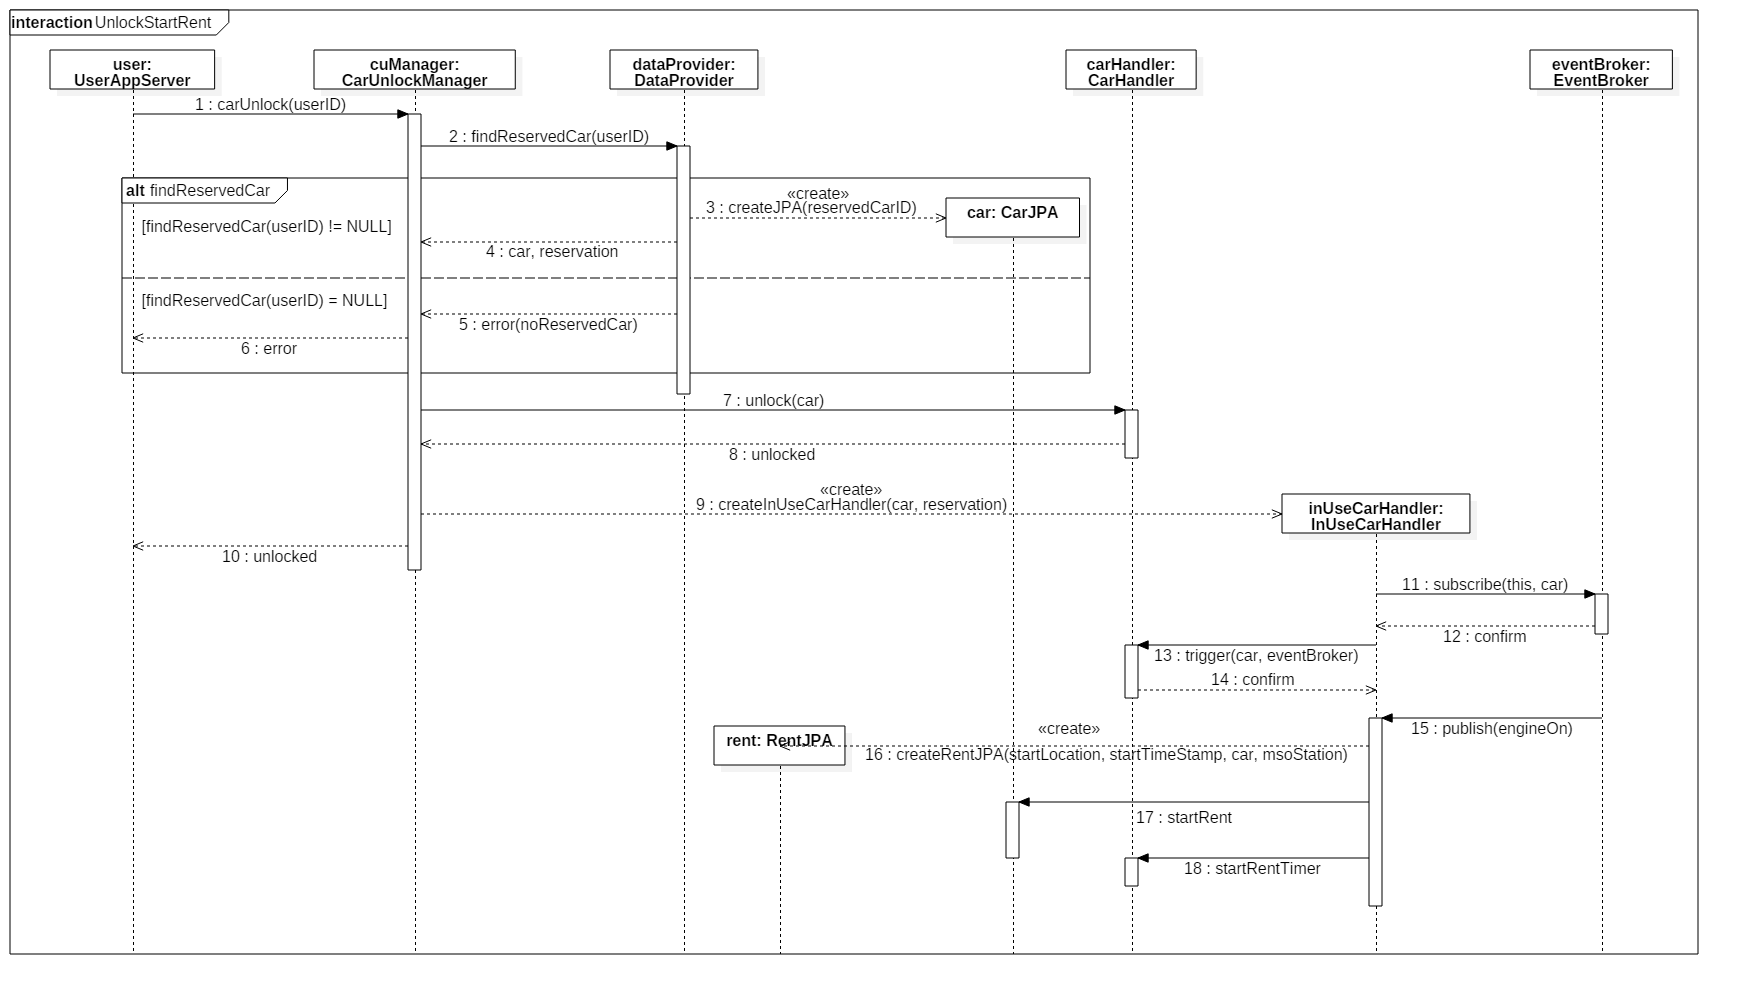 interaction UnlockStartRent
user:
UserAppServer
cuManager:
CarUnlockManager
dataProvider:
DataProvider
carHandler:
CarHandler
eventBroker:
EventBroker
1 : carUnlock(userID)
2 : findReservedCar(userID)
alt findReservedCar
«create»
3 : createJPA(reservedCarID)
car: CarJPA
[findReservedCar(userID) != NULL]
4 : car, reservation
[findReservedCar(userID) = NULL]
5 : error(noReservedCar)
6 : error
7 : unlock(car)
8 : unlocked
«create»
9 : createInUseCarHandler(car, reservation)
inUseCarHandler:
InUseCarHandler
10 : unlocked
11 : subscribe(this, car)
12 : confirm
13 : trigger(car, eventBroker)
14 : confirm
15 : publish(engineOn)
«create»
rent: RentJPA
16 : createRentJPA(startLocation, startTimeStamp, car, msoStation)
17 : startRent
18 : startRentTimer